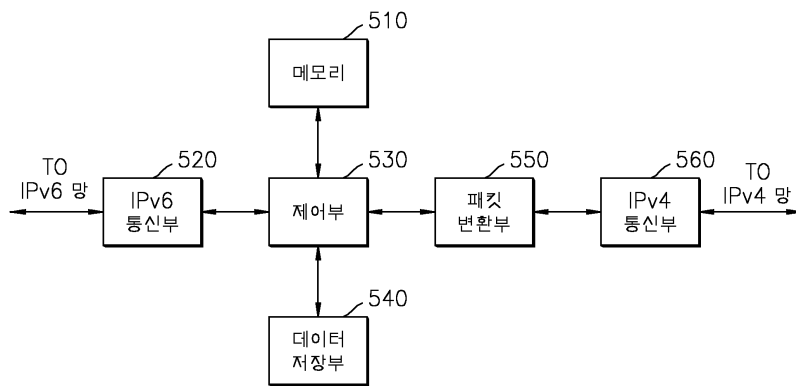 510
메모리
TO
IPv6 망
520
IPv6
통신부
530
제어부
550
패킷
변환부
560
IPv4
통신부
TO
IPv4 망
540
데이터
저장부